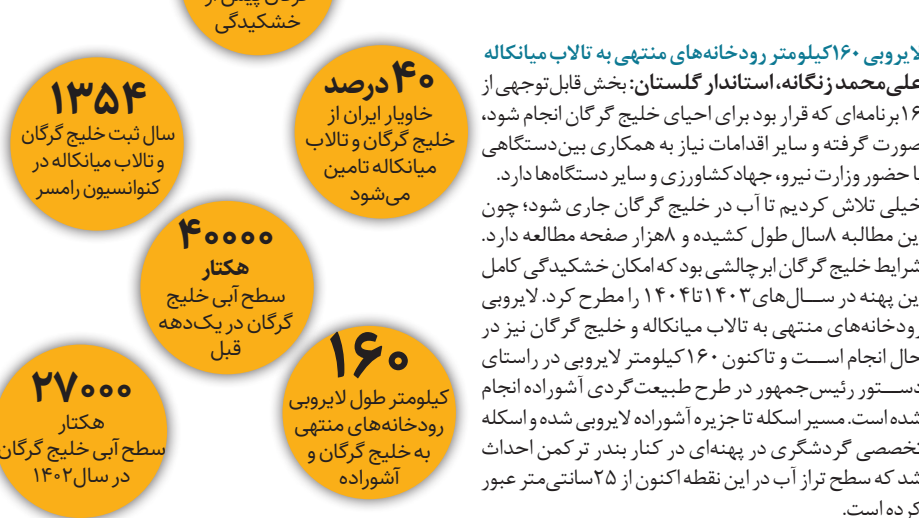 لایروبی ۱۶۰کیلومتر رودخانه‌های منتهی به تالاب میانکاله
علی‌محمد زنگانه، استاندار گلستان: بخش قابل‌توجهی از
۱۶برنامه‌ای که قرار بود برای احیای خلیج گرگان انجام شود،
صورت گرفته و سایر اقدامات نیاز به همکاری بین‌دستگاهی
با حضور وزارت نیرو، جهادکشاورزی و سایر دستگاه‌ها دارد.
خیلی تلاش کردیم تا آب در خلیج گرگان جاری شود؛ چون
این مطالبه ۸سال طول کشیده و ۸هزار صفحه مطالعه دارد.
شرایط خلیج گرگان ابرچالشی بود که امکان خشکیدگی کامل
این پهنه در سال‌های ۱۴۰۳تا۱۴۰۴ را مطرح کرد. لایروبی
رودخانه‌های منتهی به تالاب میانکاله و خلیج گرگان نیز در
حال انجام است و تاکنون ۱۶۰کیلومتر لایروبی در راستای
دستور رئیس‌جمهور در طرح طبیعت‌گردی آشوراده انجام
شده است. مسیر اسکله تا جزیره آشوراده لایروبی شده و اسکله
تخصصی گردشگری در پهنه‌ای در کنار بندر ترکمن احداث
شد که سطح تراز آب در این نقطه اکنون از ۲۵سانتی‌متر عبور
کرده است.
خشکیدگی
۴۰درصد
خاویار ایران از
خلیج گرگان و تالاب
میانکاله تامین
می‌شود
۱۳۵۴
سال ثبت خلیج گرگان
و تالاب میانکاله در
کنوانسیون رامسر
۴۰۰۰۰
هکتار
سطح آبی خلیج
گرگان در یک‌دهه
قبل
۱۶۰
کیلومتر طول لایروبی
رودخانه‌های منتهی
به خلیج گرگان و
آشوراده
۲۷۰۰۰
هکتار
سطح آبی خلیج گرگان
در سال۱۴۰۲